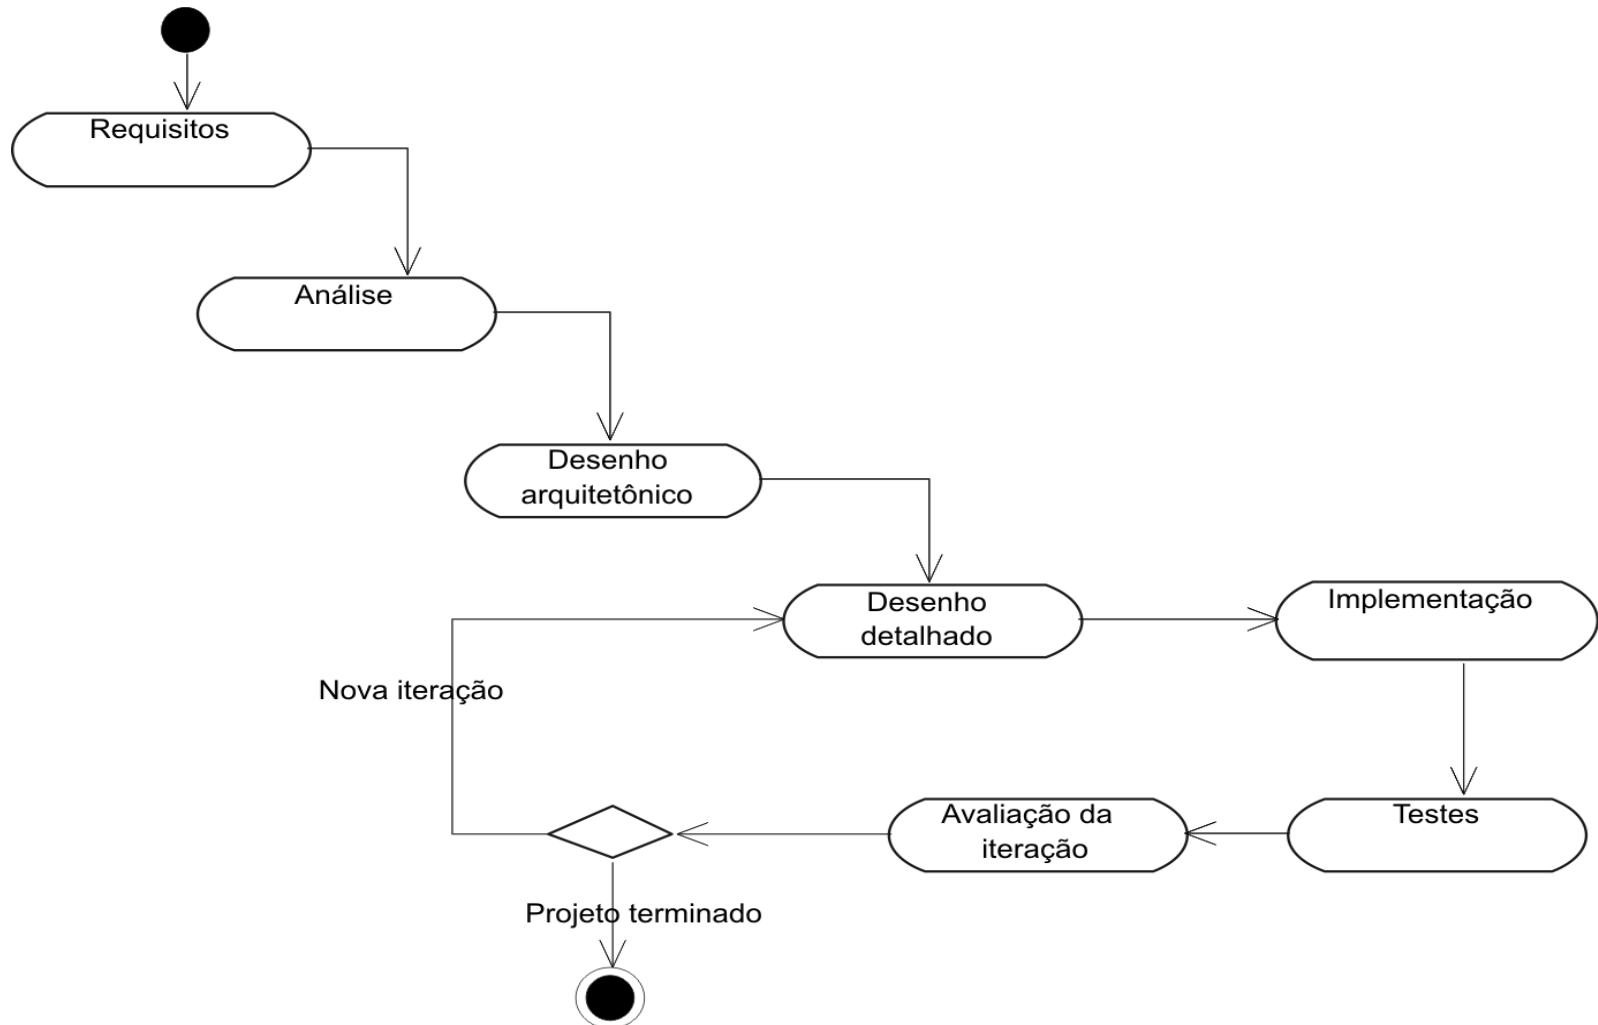 Requisitos
Análise
Desenho
arquitetônico
Desenho
detalhado
Implementação
Nova iteração
Avaliação da
iteração
Testes
Projeto terminado